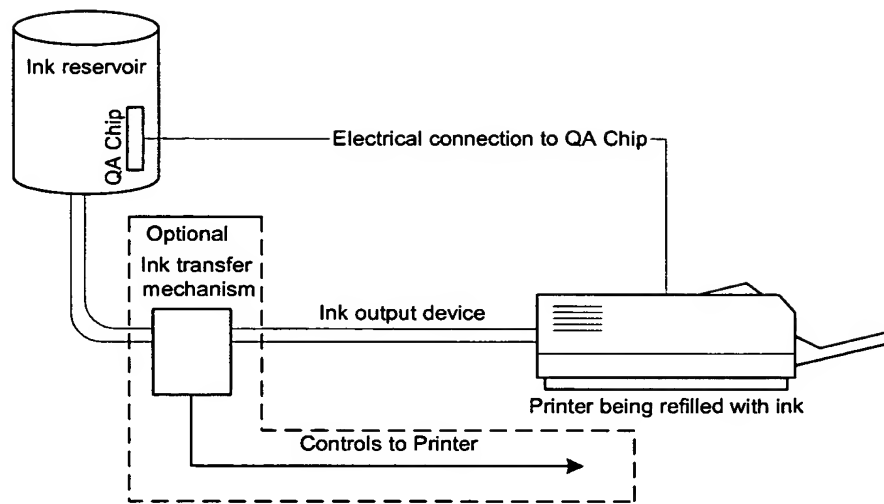 Ink reservoir
QA Chip
Electrical connection to QA Chip
Optional
Ink transfer
mechanism
Ink output device
Printer being refilled with ink
Controls to Printer